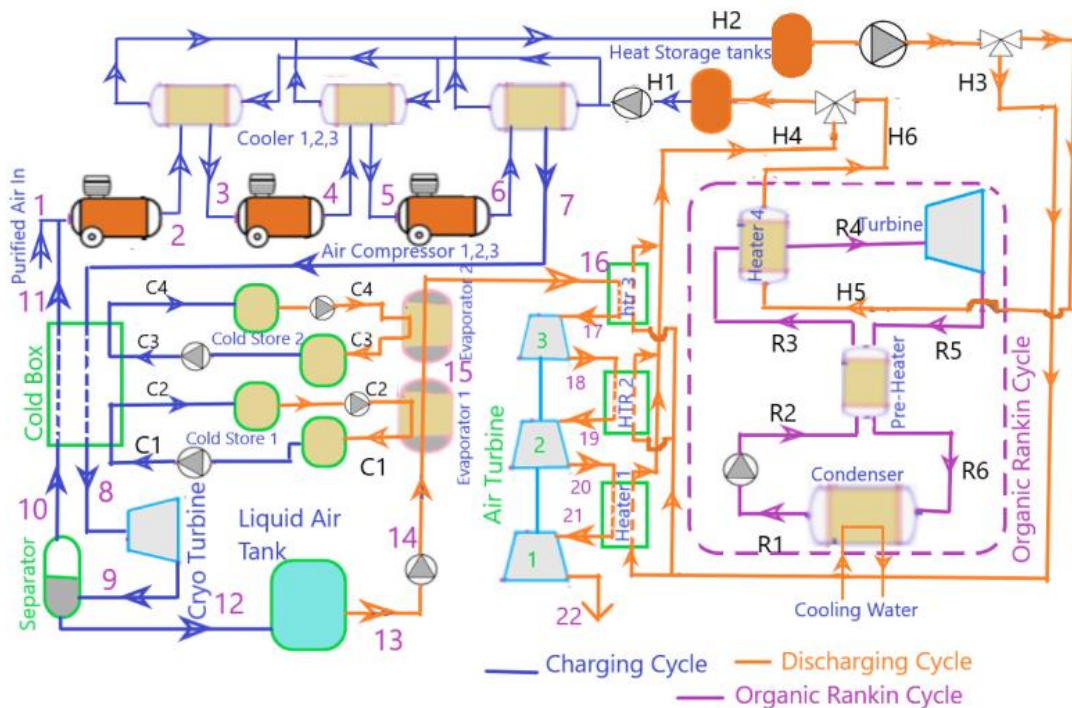 H2
Heat Storage tanks
H1
H3
H4
H6
Cooler 1,2,3
1
2
3
4
5
6
7
Purified Air In
Air Compressor 1,2,3
11
C4
C4
C3
Cold Store 2
C3
C2
C2
Cold Store 1
C1
C1
Cold Box
Evaporator 2
15
Evaporator 1
16
htr 3
17
3
18
HTR 2
19
2
20
Heater 1
21
1
22
Air Turbine
Heater 4
R4
Turbine
H5
R3
R5
Pre-Heater
R2
R6
Condenser
R1
Cooling Water
Organic Rankin Cycle
8
10
9
Separator
Cryo Turbine
12
Liquid Air
Tank
13
14
Charging Cycle
Discharging Cycle
Organic Rankin Cycle